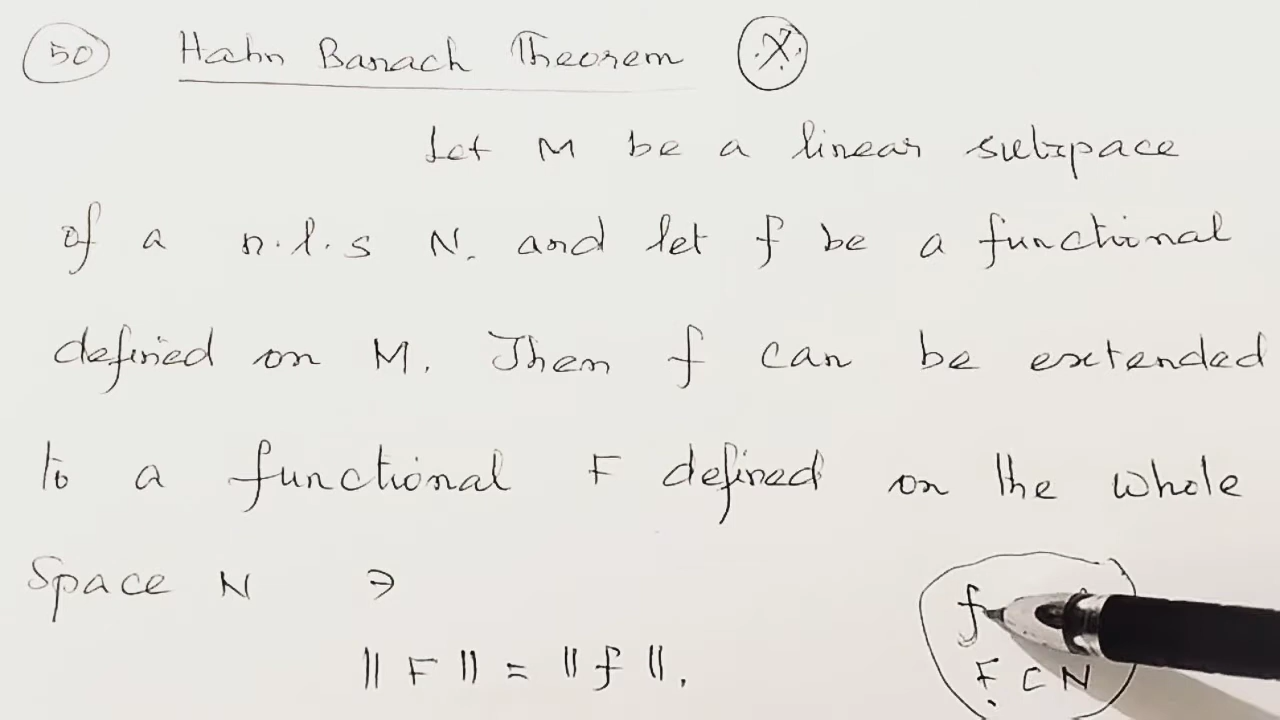 50 Hahn Banach Theorem X
Let M be a linear subspace
of a n.l.s N. and let f be a functional
defined on M. Then f can be extended
to a functional F defined on the whole
Space N ∋
|| F || = || f ||.
f
F ⊂ N